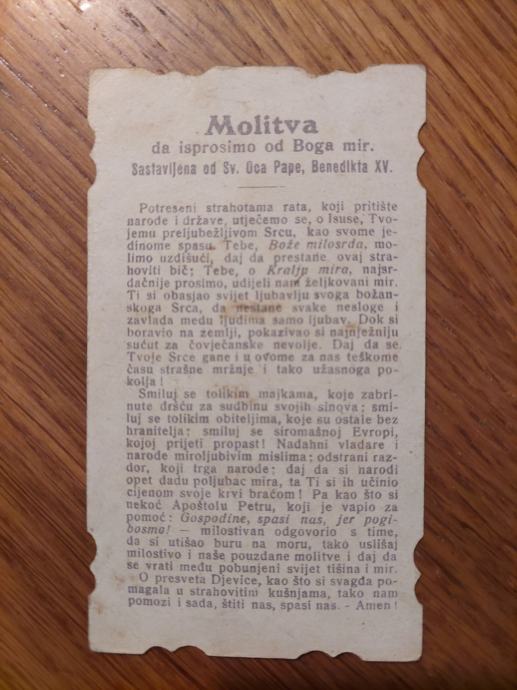 Molitva
da isprosimo od Boga mir.
Sastavljena od Sv. Oca Pape, Benedikta XV.
Potreseni strahotama rata, koji pritište
narode i države, utječemo se, o Isuse, Tvo-
jemu preljubežljivom Srcu, kao svome je-
dinome spasu. Tebe, Bože milosrđa, mo-
limo uzdišući, daj da prestane ovaj stra-
hoviti bič; Tebe, o Kralju mira, najsr-
dačnije prosimo, udijeli nam željkovani mir.
Ti si obasjao svijet ljubavlju svoga božan-
skoga Srca, da nestane svake nesloge i
zavlada među ljudima samo ljubav. Dok si
boravio na zemlji, pokazivao si najnježniju
sućut za čovječanske nevolje. Daj da se
Tvoje Srce gane i u ovome za nas teškome
času strašne mržnje i tako užasnoga po-
kolja!
Smiluj se tolikim majkama, koje zabri-
nute dršću za sudbinu svojih sinova; smi-
luj se tolikim obiteljima, koje su ostale bez
hranitelja; smiluj se siromašnoj Evropi,
kojoj prijeti propast! Nadahni vladare i
narode miroljubivim mislima; odstrani raz-
dor, koji trga narode; daj da si narodi
opet dadu poljubac mira, ta Ti si ih učinio
cijenom svoje krvi braćom! Pa kao što si
nekoć Apoštolu Petru, koji je vapio za
pomoć: Gospodine, spasi nas, jer pogi-
bosmo! — milostivan odgovorio s time,
da si utišao buru na moru, tako uslišaj
milostivo i naše pouzdane molitve i daj da
se vrati među pobunjeni svijet tišina i mir.
O presveta Djevice, kao što si svagda po-
magala u strahovitim kušnjama, tako nam
pomozi i sada, štiti nas, spasi nas. - Amen!